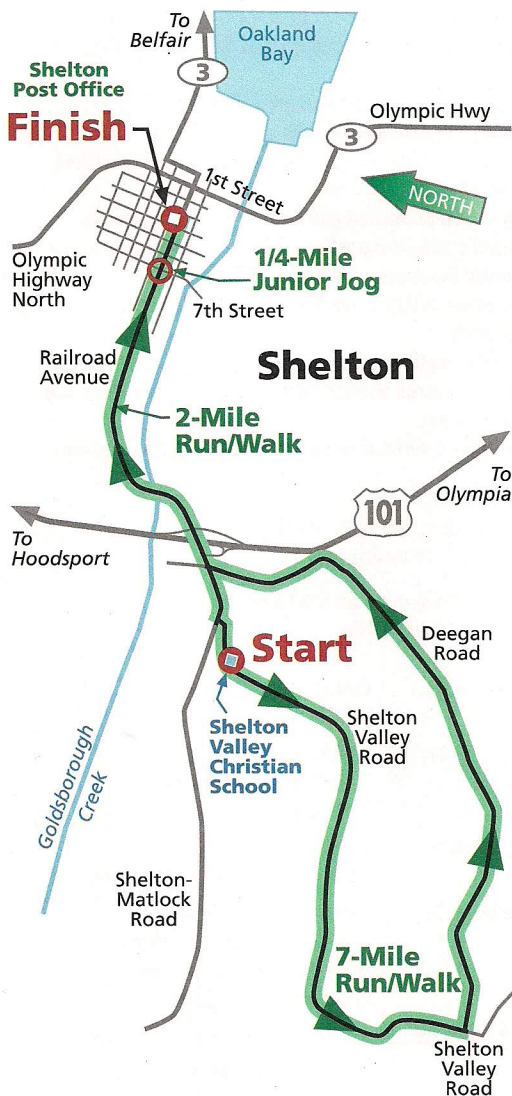 To
Belfair
Oakland
Bay
3
Shelton
Post Office
Finish
Olympic Hwy
3
NORTH
1st Street
Olympic
Highway
North
1/4-Mile
Junior Jog
7th Street
Railroad
Avenue
Shelton
2-Mile
Run/Walk
To
Olympia
101
To
Hoodsport
Deegan
Road
Start
Shelton
Valley
Road
Shelton
Valley
Christian
School
Goldsborough
Creek
Shelton-
Matlock
Road
7-Mile
Run/Walk
Shelton
Valley
Road